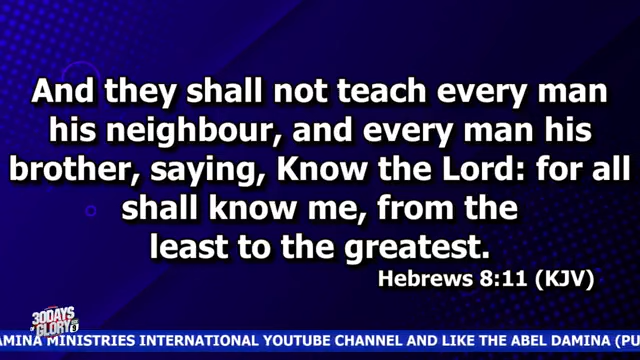 And they shall not teach every man
his neighbour, and every man his
brother, saying, Know the Lord: for all
shall know me, from the
least to the greatest.
Hebrews 8:11 (KJV)
30DAYS
OF GLORY
AMINA MINISTRIES INTERNATIONAL YOUTUBE CHANNEL AND LIKE THE ABEL DAMINA (PU